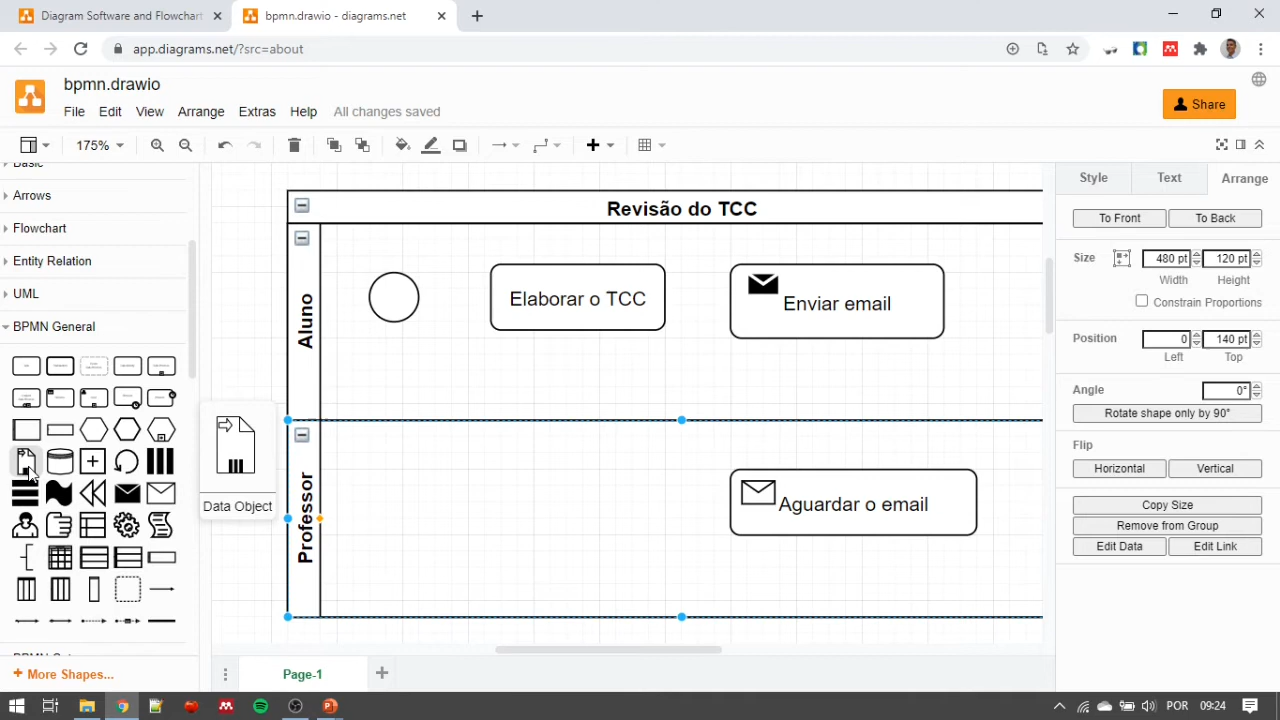 Diagram Software and Flowchart
bpmn.drawio - diagrams.net
app.diagrams.net/?src=about
bpmn.drawio
File Edit View Arrange Extras Help All changes saved
Share
175%
Basic
Arrows
Flowchart
Entity Relation
UML
BPMN General
Data Object
More Shapes...
Revisão do TCC
Aluno
Elaborar o TCC
Enviar email
Professor
Aguardar o email
Page-1
Style Text Arrange
To Front To Back
Size 480 pt 120 pt
Width Height
Constrain Proportions
Position 0 140 pt
Left Top
Angle 0°
Rotate shape only by 90°
Flip
Horizontal Vertical
Copy Size
Remove from Group
Edit Data Edit Link
POR 09:24